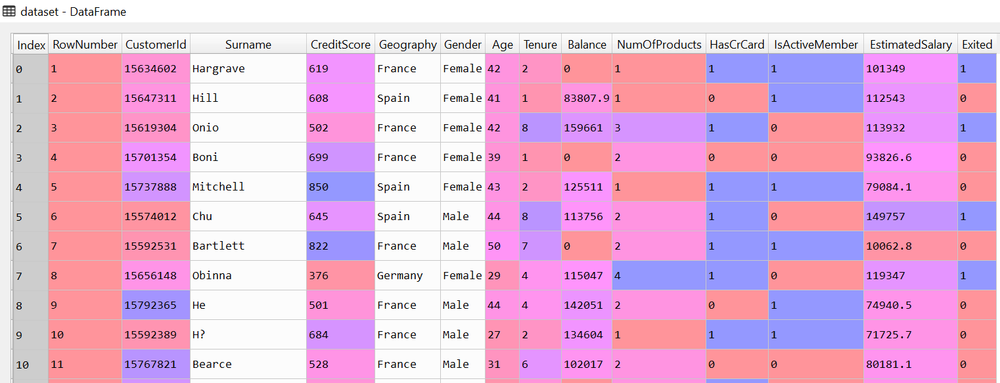 dataset - DataFrame
Index RowNumber CustomerId Surname CreditScore Geography Gender Age Tenure Balance NumOfProducts HasCrCard IsActiveMember EstimatedSalary Exited
0 1 15634602 Hargrave 619 France Female 42 2 0 1 1 1 101349 1
1 2 15647311 Hill 608 Spain Female 41 1 83807.9 1 0 1 112543 0
2 3 15619304 Onio 502 France Female 42 8 159661 3 1 0 113932 1
3 4 15701354 Boni 699 France Female 39 1 0 2 0 0 93826.6 0
4 5 15737888 Mitchell 850 Spain Female 43 2 125511 1 1 1 79084.1 0
5 6 15574012 Chu 645 Spain Male 44 8 113756 2 1 0 149757 1
6 7 15592531 Bartlett 822 France Male 50 7 0 2 1 1 10062.8 0
7 8 15656148 Obinna 376 Germany Female 29 4 115047 4 1 0 119347 1
8 9 15792365 He 501 France Male 44 4 142051 2 0 1 74940.5 0
9 10 15592389 H? 684 France Male 27 2 134604 1 1 1 71725.7 0
10 11 15767821 Bearce 528 France Male 31 6 102017 2 0 0 80181.1 0